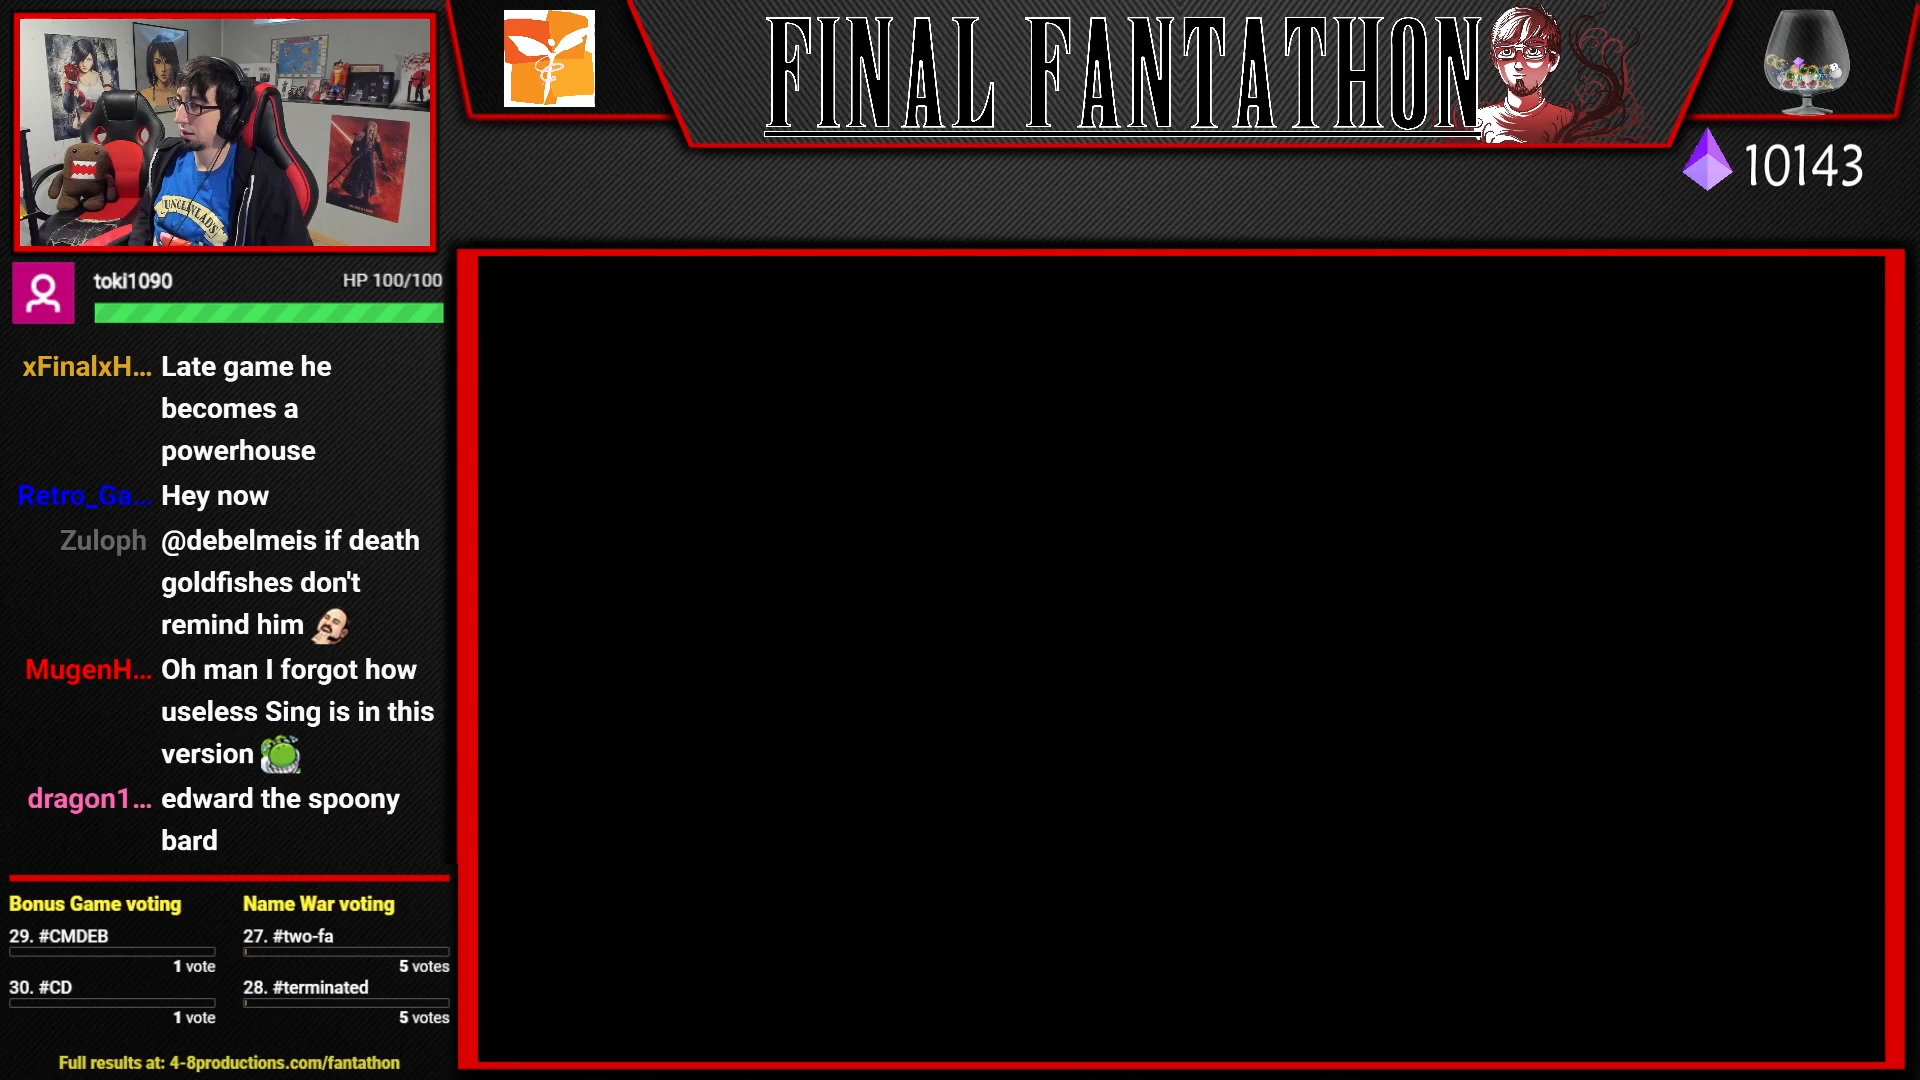 FINAL FANTATHON
10143
UNCLE VLADS
toki1090 HP 100/100
xFinalxH... Late game he
becomes a
powerhouse
Retro_Ga... Hey now
Zuloph @debelmeis if death
goldfishes don't
remind him
MugenH... Oh man I forgot how
useless Sing is in this
version
dragon1... edward the spoony
bard
Bonus Game voting
29. #CMDEB
1 vote
30. #CD
1 vote
Name War voting
27. #two-fa
5 votes
28. #terminated
5 votes
Full results at: 4-8productions.com/fantathon